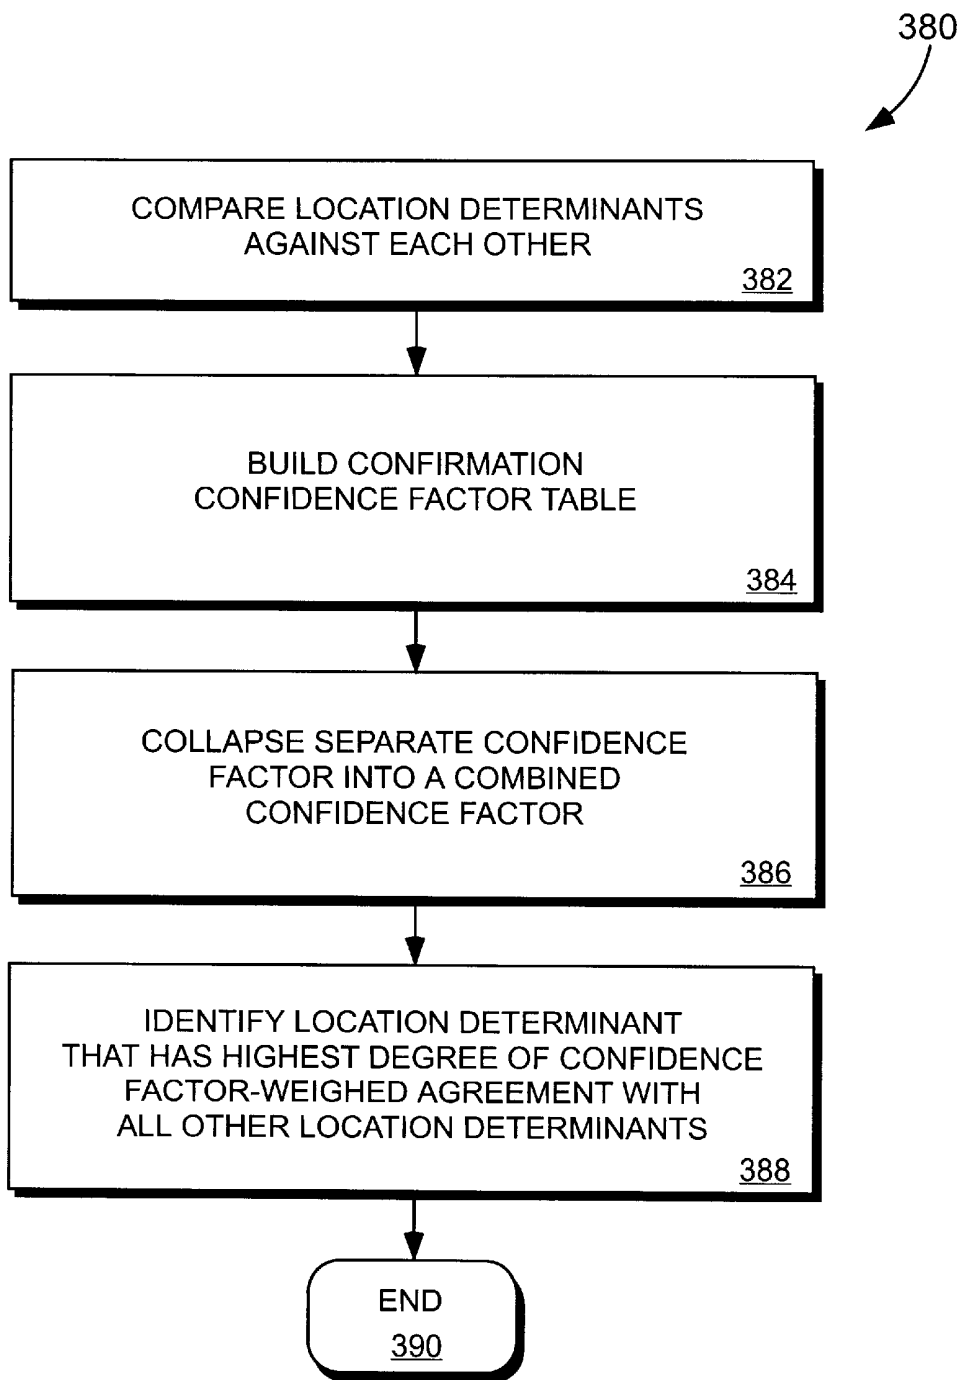 380
COMPARE LOCATION DETERMINANTS
AGAINST EACH OTHER
382
BUILD CONFIRMATION
CONFIDENCE FACTOR TABLE
384
COLLAPSE SEPARATE CONFIDENCE
FACTOR INTO A COMBINED
CONFIDENCE FACTOR
386
IDENTIFY LOCATION DETERMINANT
THAT HAS HIGHEST DEGREE OF CONFIDENCE
FACTOR-WEIGHED AGREEMENT WITH
ALL OTHER LOCATION DETERMINANTS
388
END
390